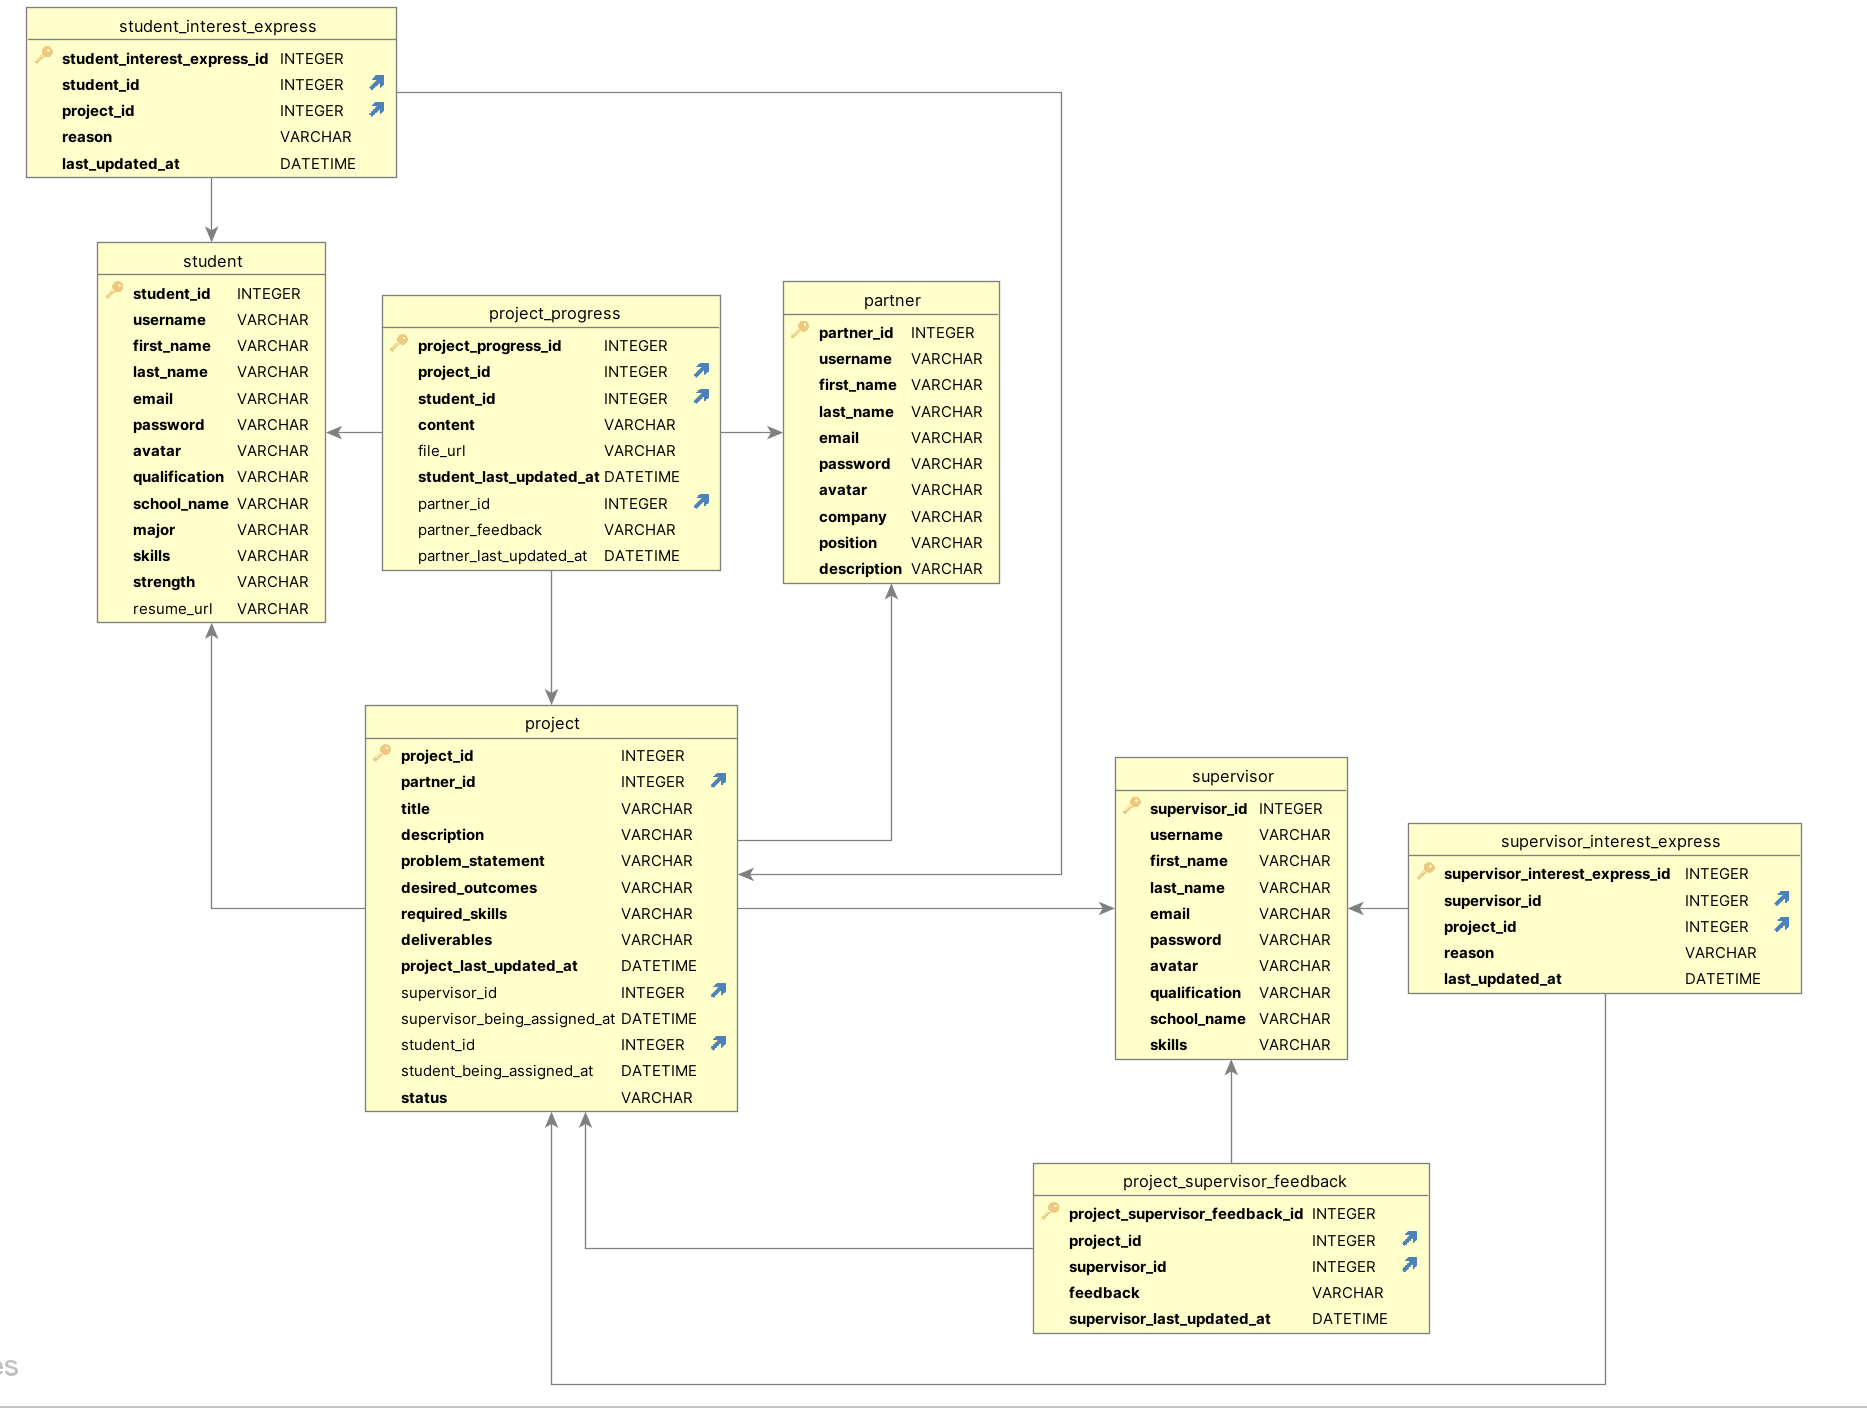 student_interest_express
student_interest_express_id INTEGER
student_id INTEGER
project_id INTEGER
reason VARCHAR
last_updated_at DATETIME
student
student_id INTEGER
username VARCHAR
first_name VARCHAR
last_name VARCHAR
email VARCHAR
password VARCHAR
avatar VARCHAR
qualification VARCHAR
school_name VARCHAR
major VARCHAR
skills VARCHAR
strength VARCHAR
resume_url VARCHAR
project_progress
project_progress_id INTEGER
project_id INTEGER
student_id INTEGER
content VARCHAR
file_url VARCHAR
student_last_updated_at DATETIME
partner_id INTEGER
partner_feedback VARCHAR
partner_last_updated_at DATETIME
partner
partner_id INTEGER
username VARCHAR
first_name VARCHAR
last_name VARCHAR
email VARCHAR
password VARCHAR
avatar VARCHAR
company VARCHAR
position VARCHAR
description VARCHAR
project
project_id INTEGER
partner_id INTEGER
title VARCHAR
description VARCHAR
problem_statement VARCHAR
desired_outcomes VARCHAR
required_skills VARCHAR
deliverables VARCHAR
project_last_updated_at DATETIME
supervisor_id INTEGER
supervisor_being_assigned_at DATETIME
student_id INTEGER
student_being_assigned_at DATETIME
status VARCHAR
supervisor
supervisor_id INTEGER
username VARCHAR
first_name VARCHAR
last_name VARCHAR
email VARCHAR
password VARCHAR
avatar VARCHAR
qualification VARCHAR
school_name VARCHAR
skills VARCHAR
supervisor_interest_express
supervisor_interest_express_id INTEGER
supervisor_id INTEGER
project_id INTEGER
reason VARCHAR
last_updated_at DATETIME
project_supervisor_feedback
project_supervisor_feedback_id INTEGER
project_id INTEGER
supervisor_id INTEGER
feedback VARCHAR
supervisor_last_updated_at DATETIME